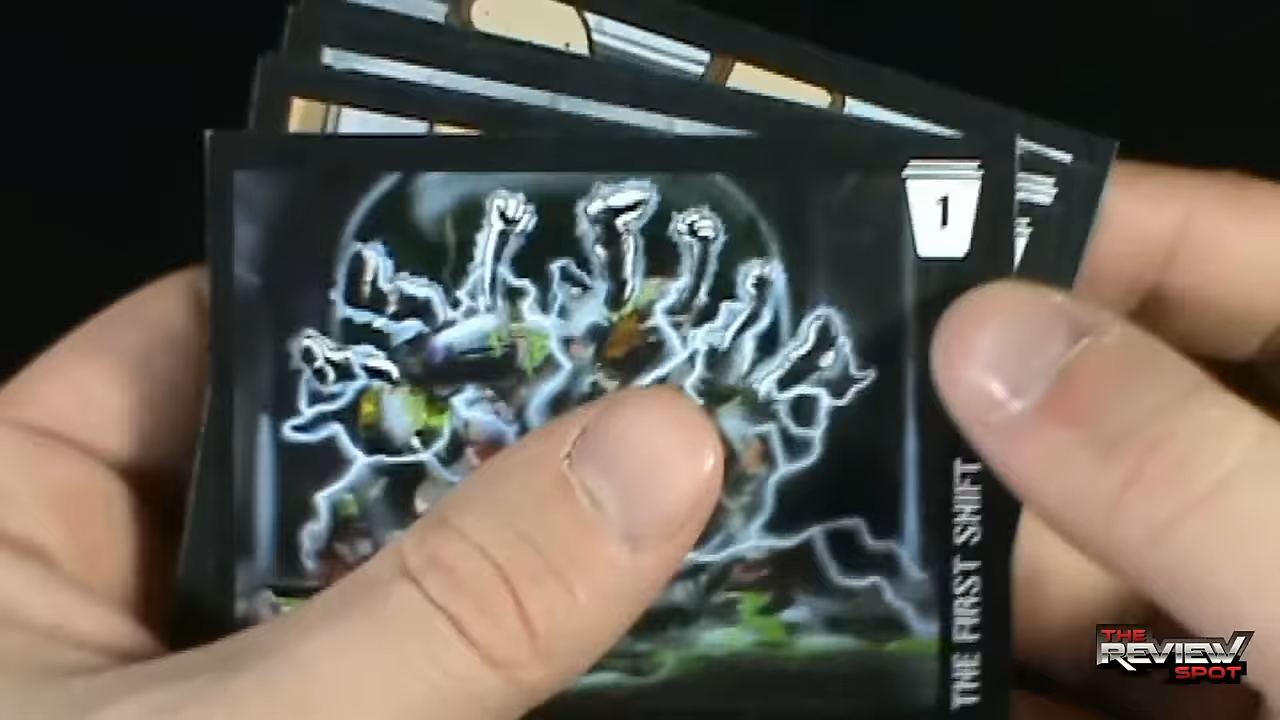 1
THE FIRST SHIFT
THE
REVIEW
SPOT